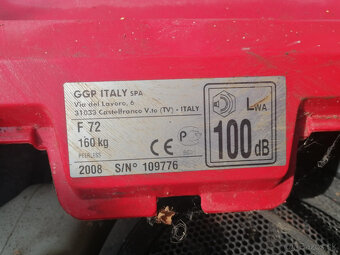 GGP ITALY SPA
Via del Lavoro, 6
31033 Castelfranco V.to (TV) - ITALY
F 72
160 kg
PEERLESS
2008 S/N° 109776
CE
LWA
100 dB